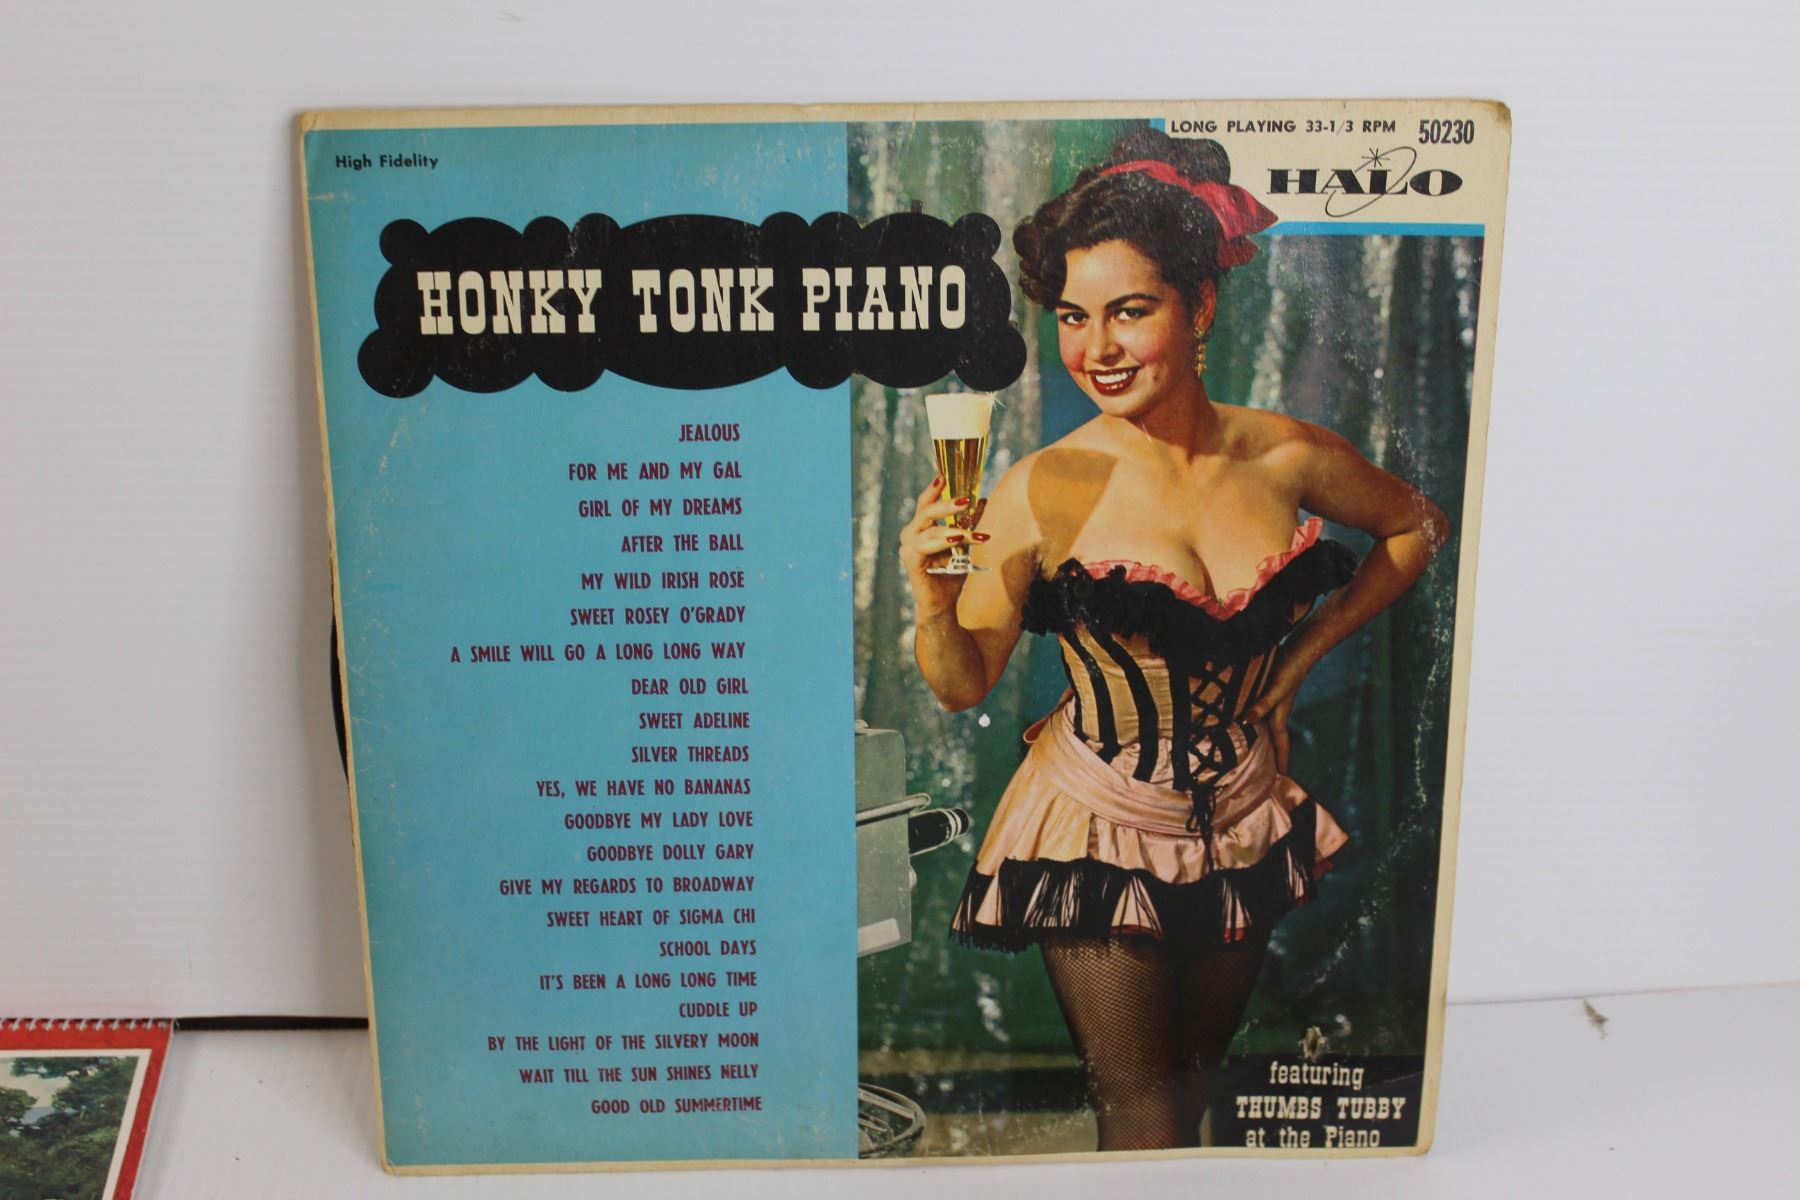 High Fidelity
LONG PLAYING 33-1/3 RPM 50230
HALO
HONKY TONK PIANO
JEALOUS
FOR ME AND MY GAL
GIRL OF MY DREAMS
AFTER THE BALL
MY WILD IRISH ROSE
SWEET ROSEY O'GRADY
A SMILE WILL GO A LONG LONG WAY
DEAR OLD GIRL
SWEET ADELINE
SILVER THREADS
YES, WE HAVE NO BANANAS
GOODBYE MY LADY LOVE
GOODBYE DOLLY GARY
GIVE MY REGARDS TO BROADWAY
SWEET HEART OF SIGMA CHI
SCHOOL DAYS
IT'S BEEN A LONG LONG TIME
CUDDLE UP
BY THE LIGHT OF THE SILVERY MOON
WAIT TILL THE SUN SHINES NELLY
GOOD OLD SUMMERTIME
featuring
THUMBS TUBBY
at the Piano